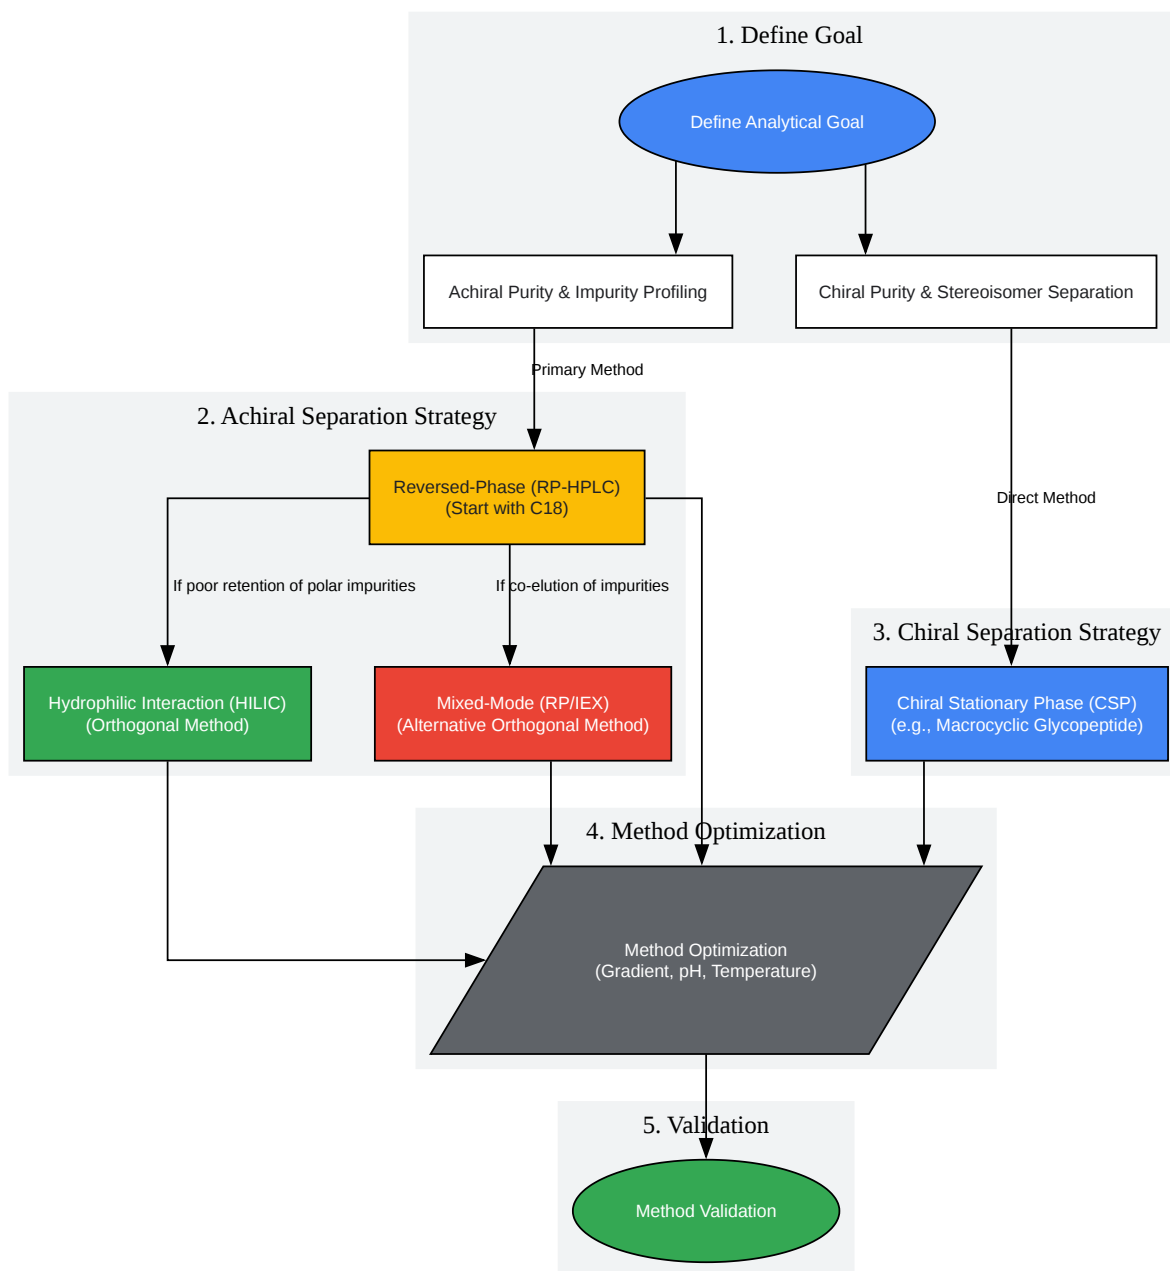 1. Define Goal
Define Analytical Goal
Achiral Purity & Impurity Profiling
Chiral Purity & Stereoisomer Separation
Primary Method
2. Achiral Separation Strategy
Reversed-Phase (RP-HPLC)
(Start with C18)
Direct Method
If poor retention of polar impurities
If co-elution of impurities
3. Chiral Separation Strategy
Hydrophilic Interaction (HILIC)
(Orthogonal Method)
Mixed-Mode (RP/IEX)
(Alternative Orthogonal Method)
Chiral Stationary Phase (CSP)
(e.g., Macrocyclic Glycopeptide)
4. Method Optimization
Method Optimization
(Gradient, pH, Temperature)
5. Validation
Method Validation